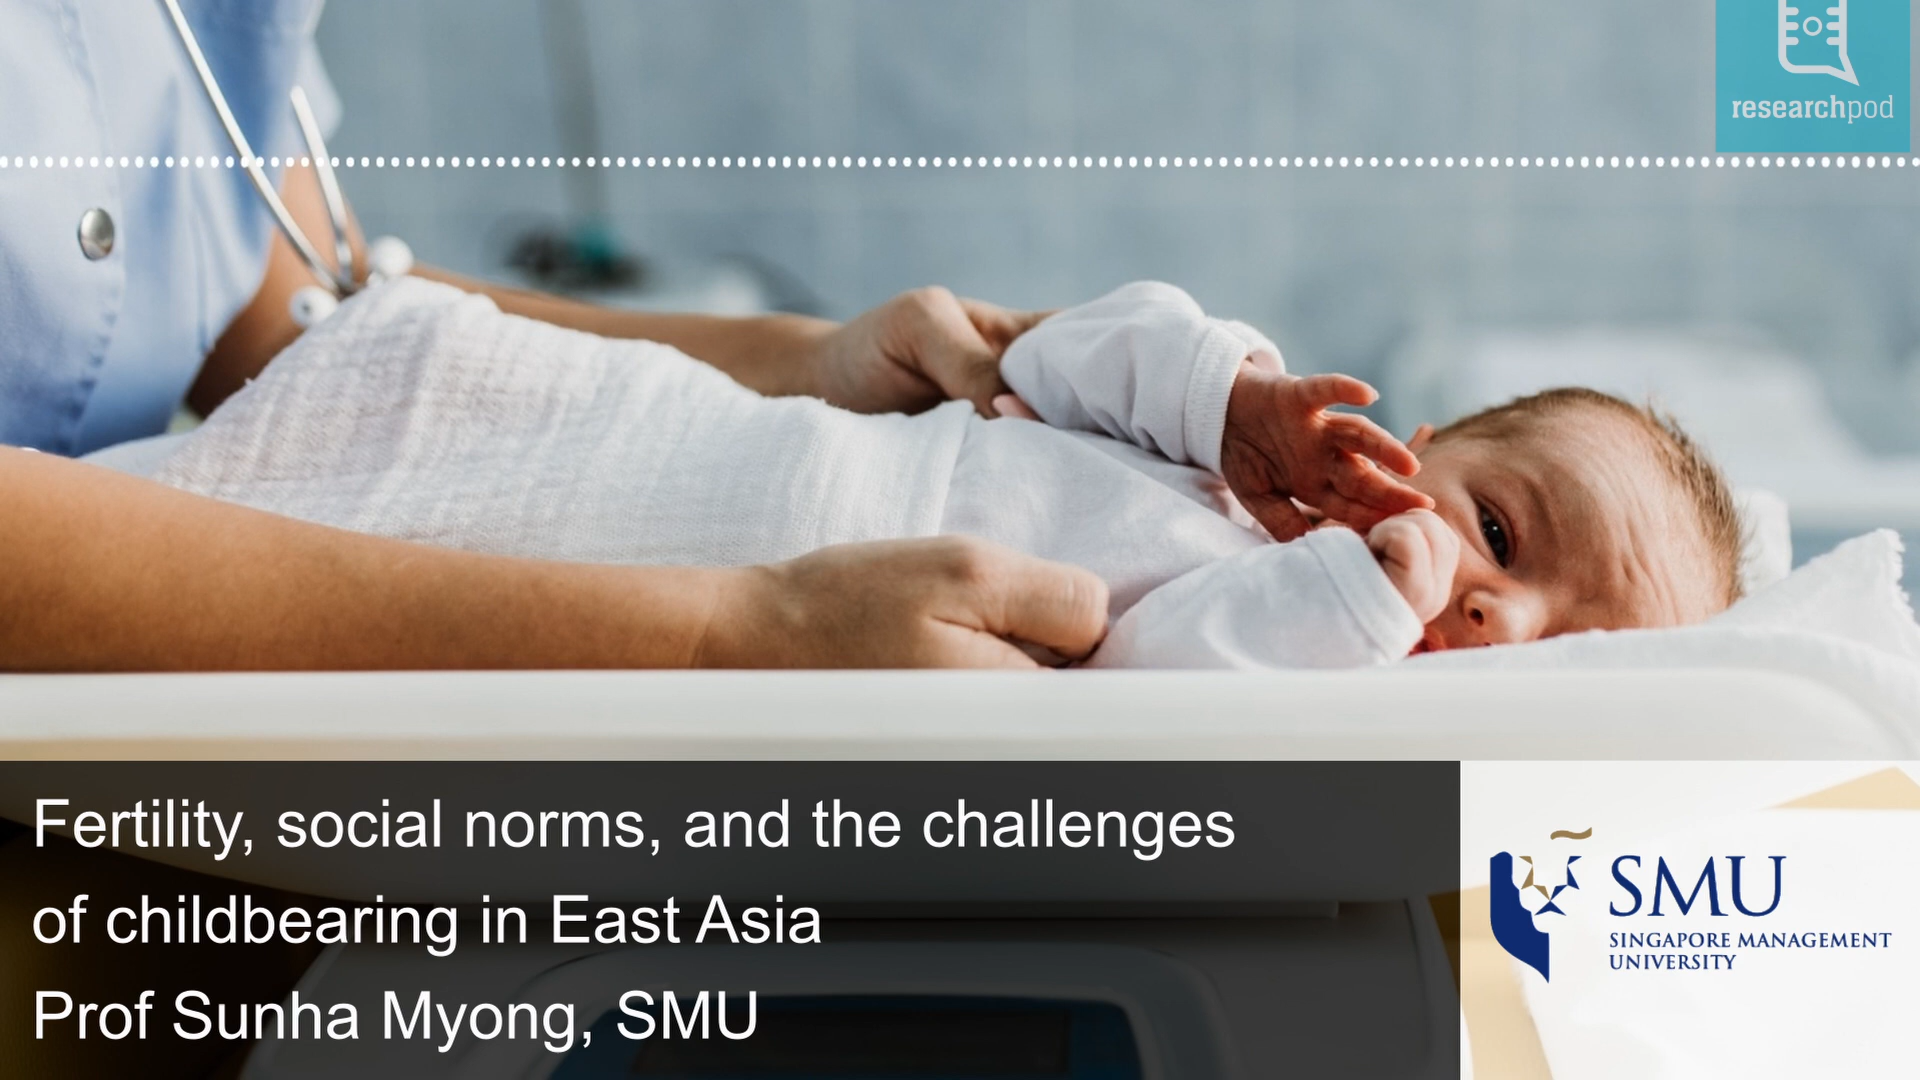 researchpod
Fertility, social norms, and the challenges
of childbearing in East Asia
Prof Sunha Myong, SMU
SMU
SINGAPORE MANAGEMENT
UNIVERSITY